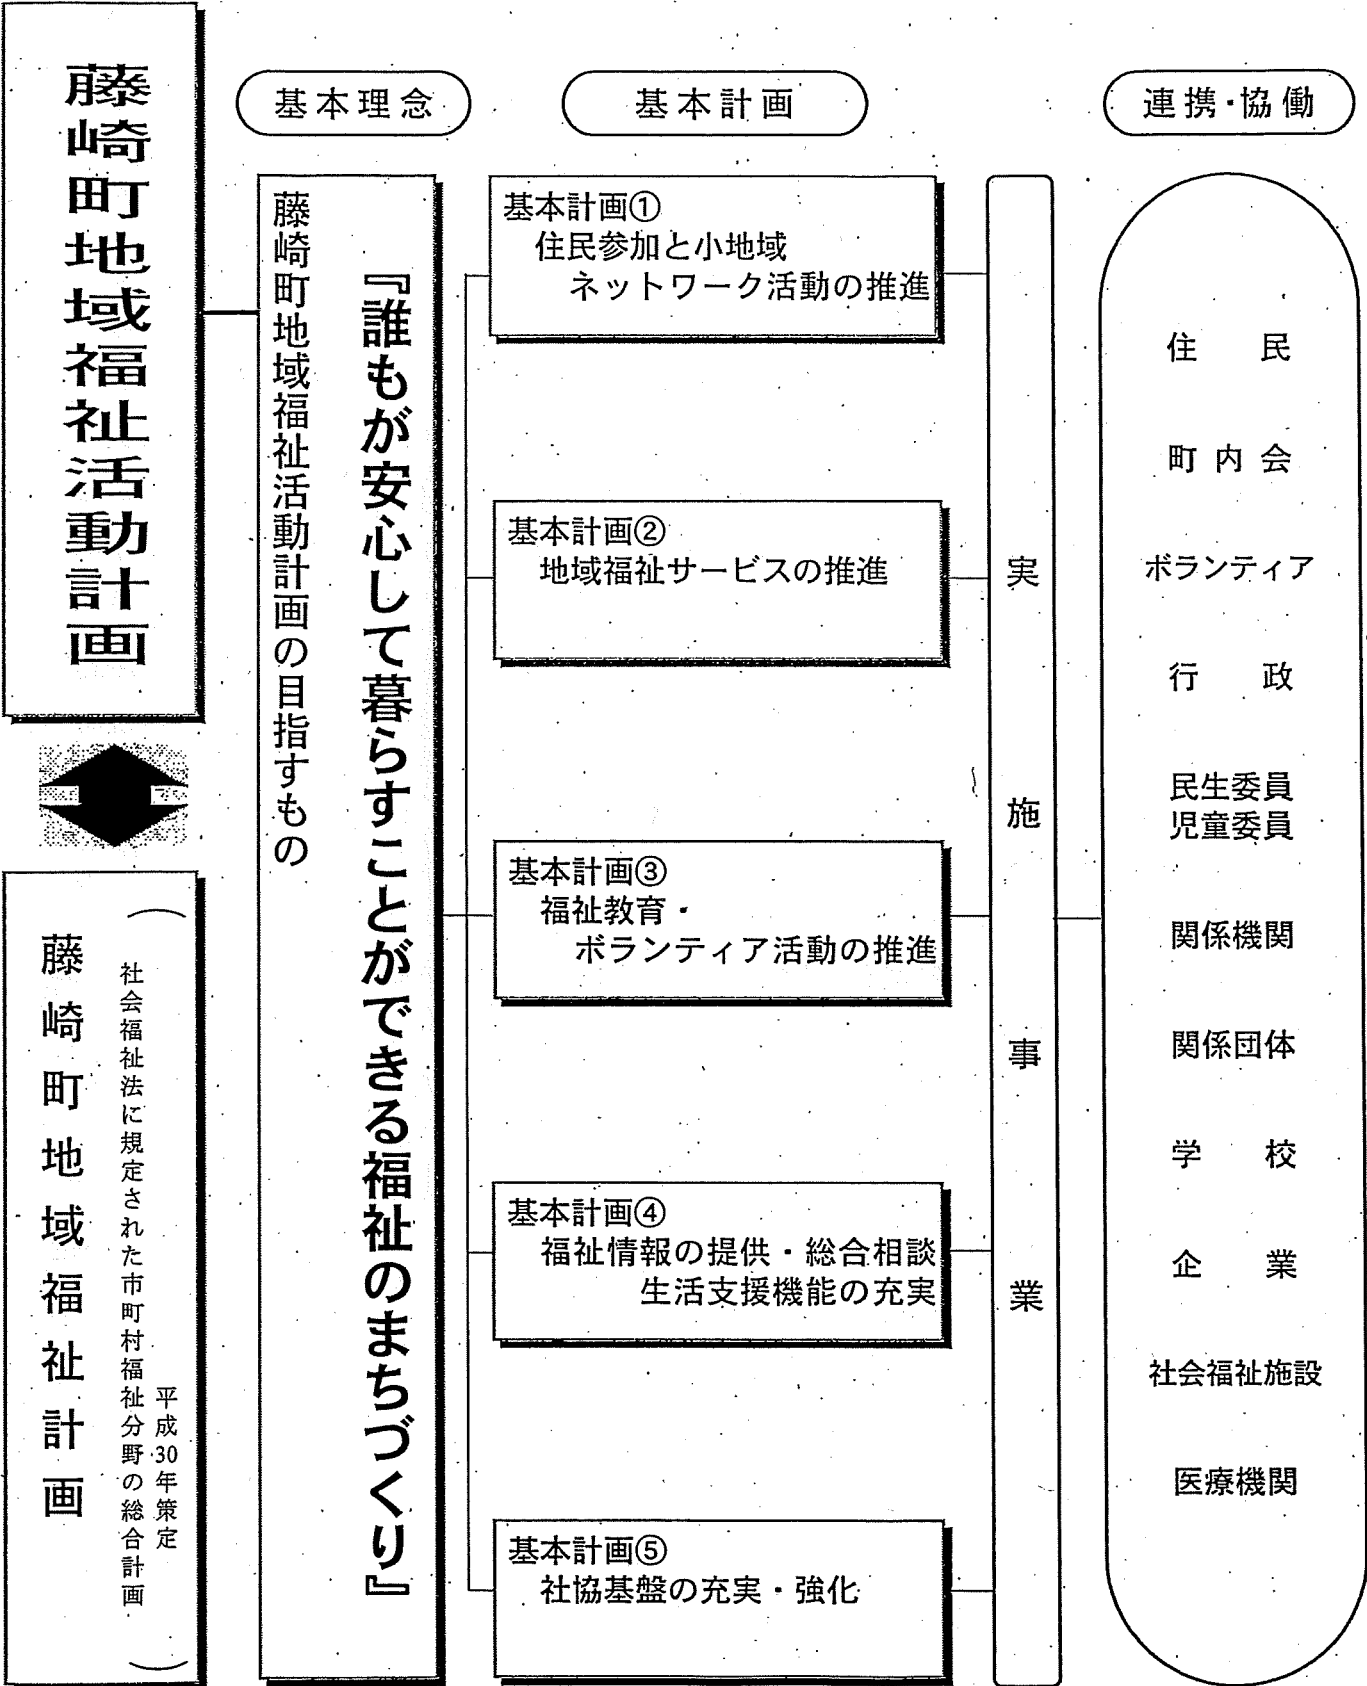 藤崎町地域福祉活動計画
藤崎町地域福祉計画
社会福祉法に規定された市町村福祉分野の総合計画
平成30年策定
基本理念
藤崎町地域福祉活動計画の目指すもの
『誰もが安心して暮らすことができる福祉のまちづくり』
基本計画
基本計画①
住民参加と小地域
ネットワーク活動の推進
基本計画②
地域福祉サービスの推進
基本計画③
福祉教育・
ボランティア活動の推進
基本計画④
福祉情報の提供・総合相談
生活支援機能の充実
基本計画⑤
社協基盤の充実・強化
実施事業
連携・協働
住民
町内会
ボランティア
行政
民生委員
児童委員
関係機関
関係団体
学校
企業
社会福祉施設
医療機関